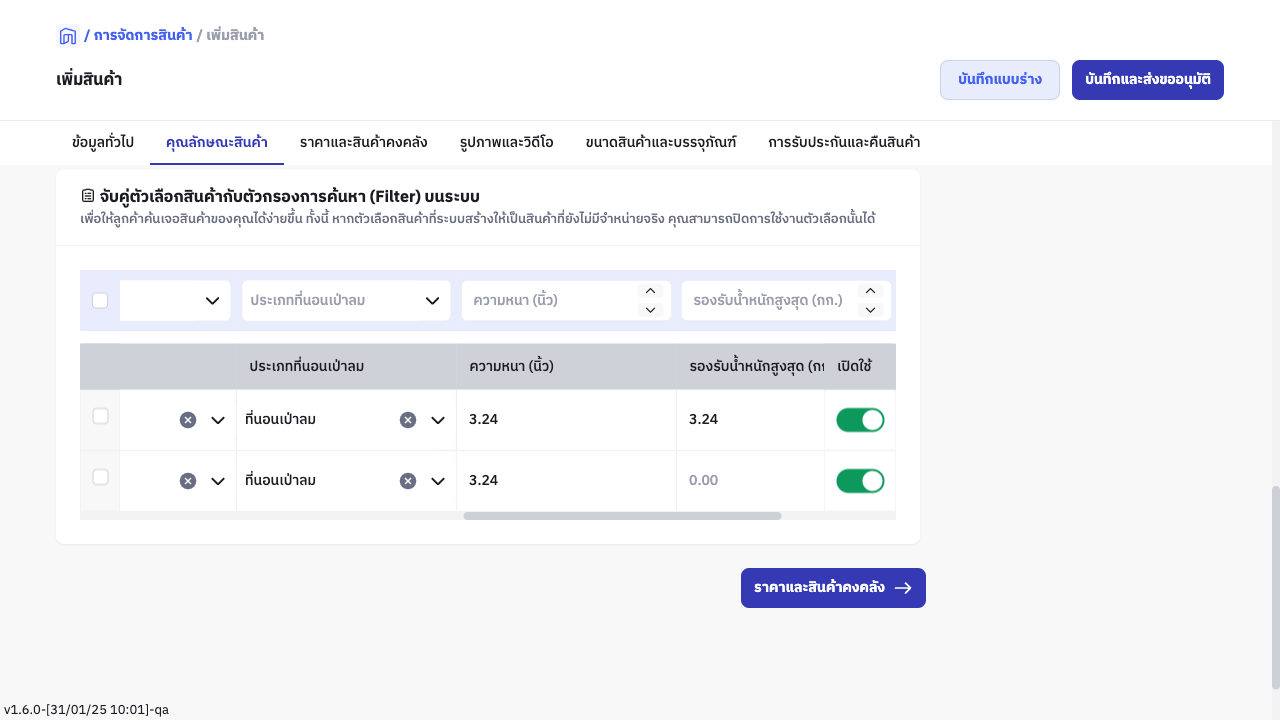 / การจัดการสินค้า / เพิ่มสินค้า
เพิ่มสินค้า
บันทึกแบบร่าง
บันทึกและส่งขออนุมัติ
ข้อมูลทั่วไป คุณลักษณะสินค้า ราคาและสินค้าคงคลัง รูปภาพและวิดีโอ ขนาดสินค้าและบรรจุภัณฑ์ การรับประกันและคืนสินค้า
จับคู่ตัวเลือกสินค้ากับตัวกรองการค้นหา (Filter) บนระบบ
เพื่อให้ลูกค้าค้นเจอสินค้าของคุณได้ง่ายขึ้น ทั้งนี้ หากตัวเลือกสินค้าที่ระบบสร้างให้เป็นสินค้าที่ยังไม่มีจำหน่ายจริง คุณสามารถปิดการใช้งานตัวเลือกนั้นได้
ประเภทที่นอนเป่าลม ความหนา (นิ้ว) รองรับน้ำหนักสูงสุด (กก.)
ประเภทที่นอนเป่าลม ความหนา (นิ้ว) รองรับน้ำหนักสูงสุด (กก เปิดใช้
ที่นอนเป่าลม 3.24 3.24
ที่นอนเป่าลม 3.24 0.00
ราคาและสินค้าคงคลัง
v1.6.0-[31/01/25 10:01]-qa